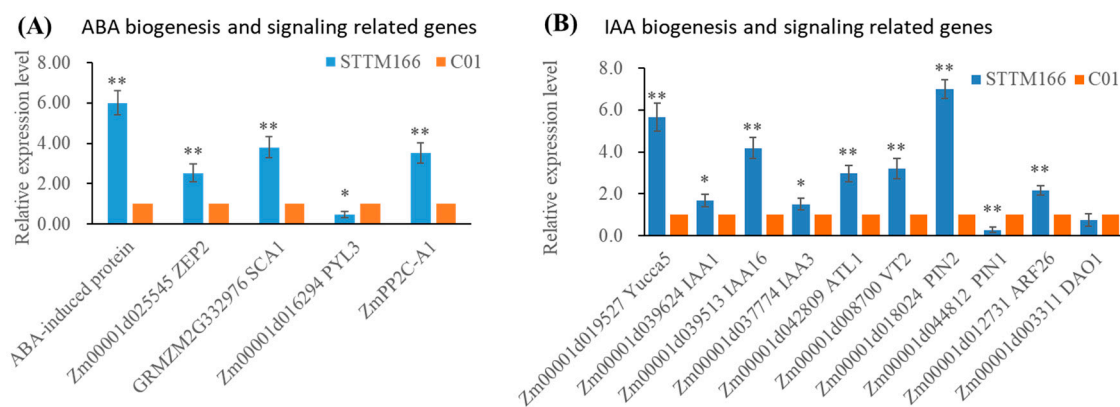 (A) ABA biogenesis and signaling related genes
STTM166 C01
Relative expression level
8.00
6.00
4.00
2.00
0.00
**
**
**
*
**
ABA-induced protein
Zm00001d025545 ZEP2
GRMZM2G332976 SCA1
Zm00001d016294 PYL3
ZmPP2C-A1
(B) IAA biogenesis and signaling related genes
STTM166 C01
Relative expression level
8.0
6.0
4.0
2.0
0.0
**
*
**
*
**
**
**
**
**
Zm00001d019527 Yucca5
Zm00001d039624 IAA1
Zm00001d039513 IAA16
Zm00001d037774 IAA3
Zm00001d042809 ATL1
Zm00001d008700 VT2
Zm00001d018024 PIN2
Zm00001d044812 PIN1
Zm00001d012731 ARF26
Zm00001d003311 DAO1